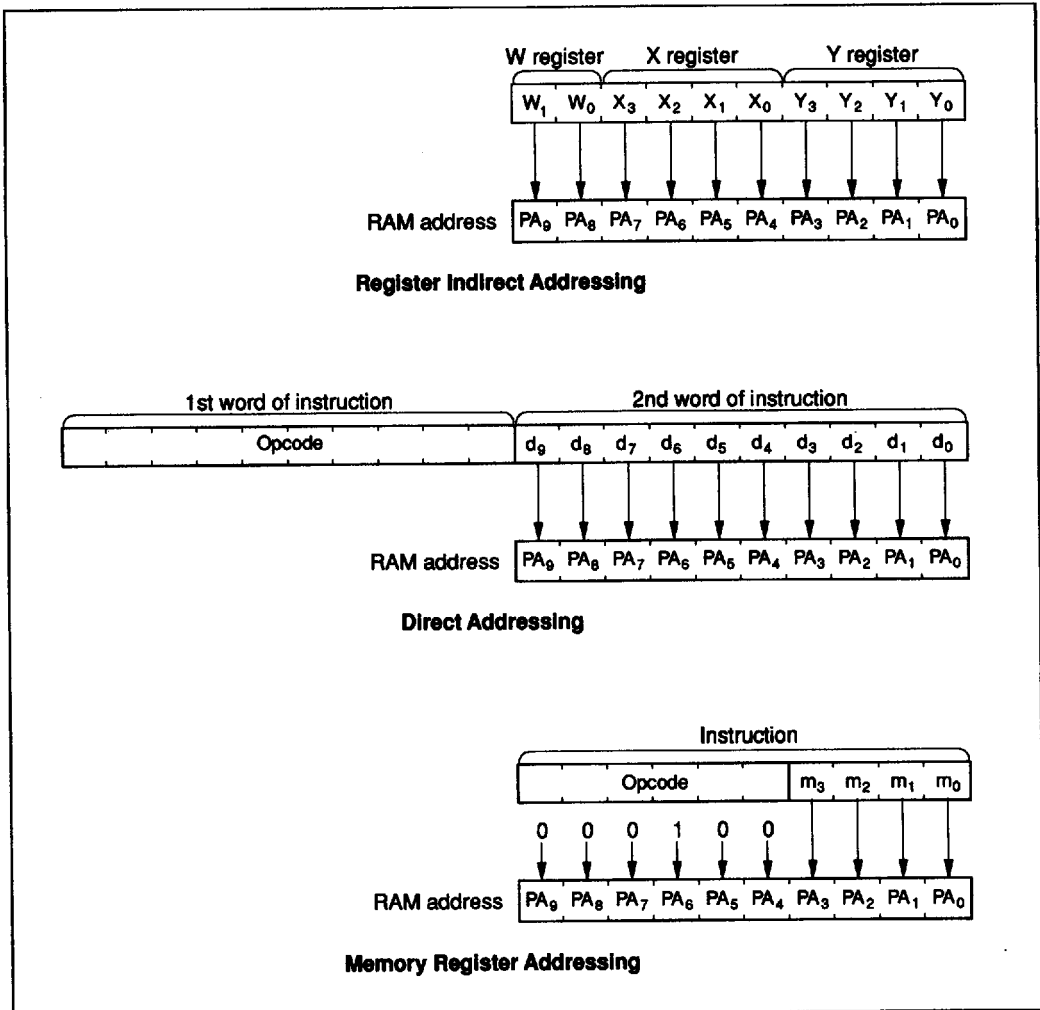 W register X register Y register
W₁ W₀ X₃ X₂ X₁ X₀ Y₃ Y₂ Y₁ Y₀
RAM address PA₉ PA₈ PA₇ PA₆ PA₅ PA₄ PA₃ PA₂ PA₁ PA₀
Register Indirect Addressing
1st word of instruction 2nd word of instruction
Opcode d₉ d₈ d₇ d₆ d₅ d₄ d₃ d₂ d₁ d₀
RAM address PA₉ PA₈ PA₇ PA₆ PA₅ PA₄ PA₃ PA₂ PA₁ PA₀
Direct Addressing
Instruction
Opcode m₃ m₂ m₁ m₀
0 0 0 1 0 0
RAM address PA₉ PA₈ PA₇ PA₆ PA₅ PA₄ PA₃ PA₂ PA₁ PA₀
Memory Register Addressing